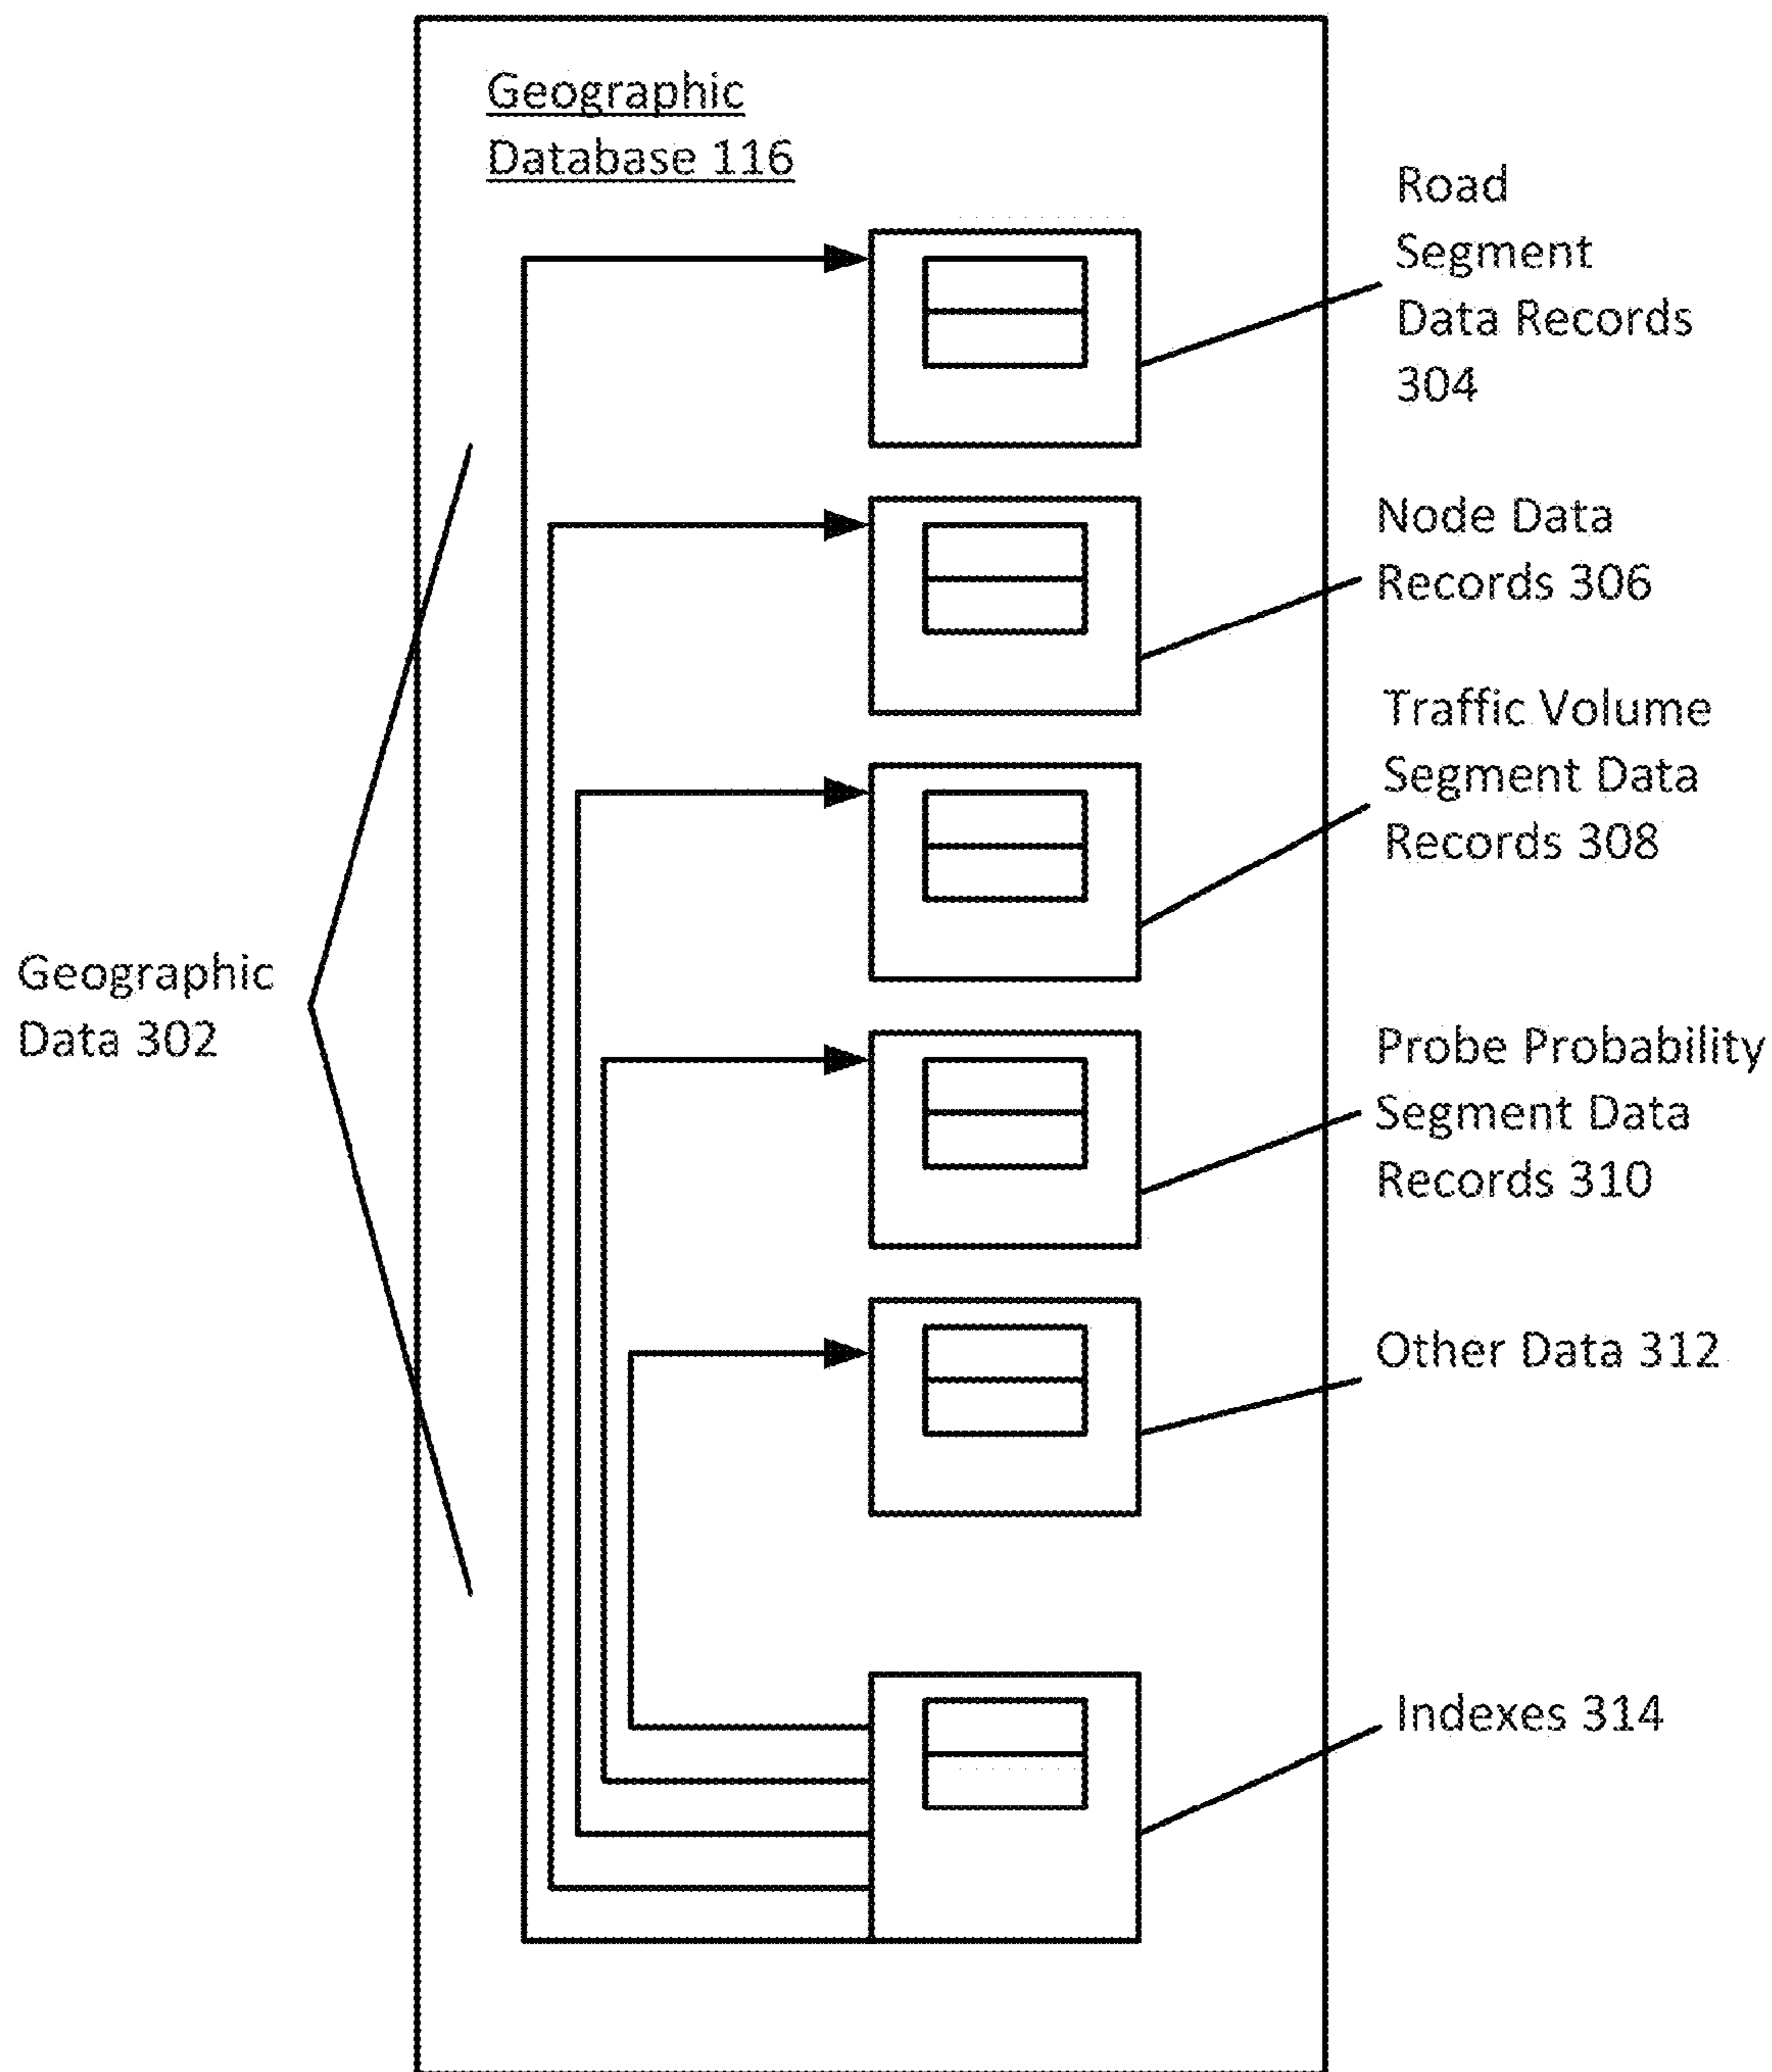 Geographic
Database 116
Road
Segment
Data Records
304
Node Data
Records 306
Traffic Volume
Segment Data
Records 308
Geographic
Data 302
Probe Probability
Segment Data
Records 310
Other Data 312
Indexes 314